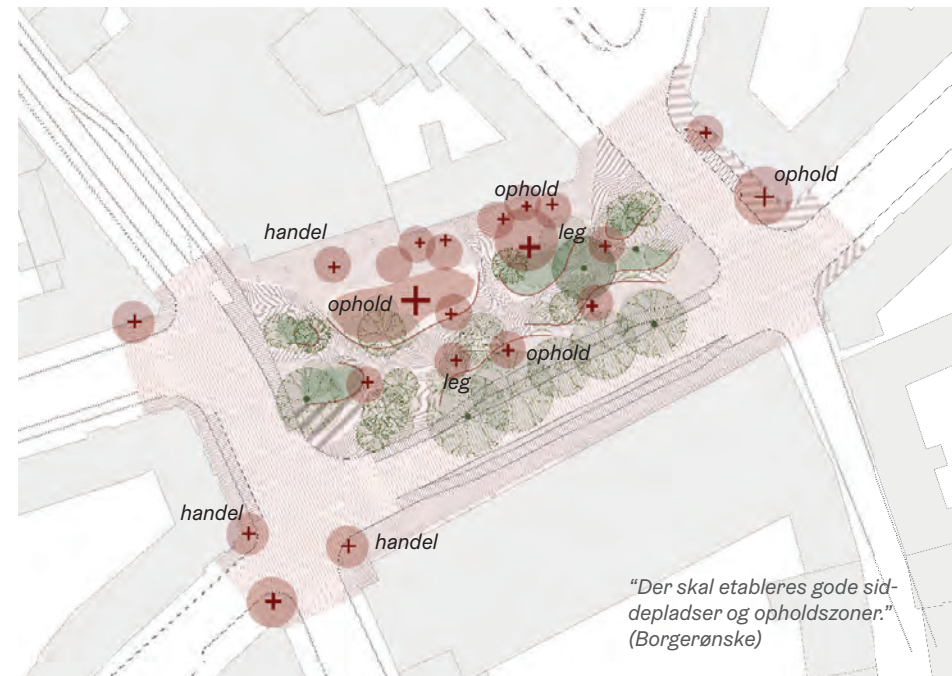 ophold
ophold
handel
leg
ophold
ophold
leg
handel
handel
“Der skal etableres gode sid-
depladser og opholdszoner.”
(Borgerønske)